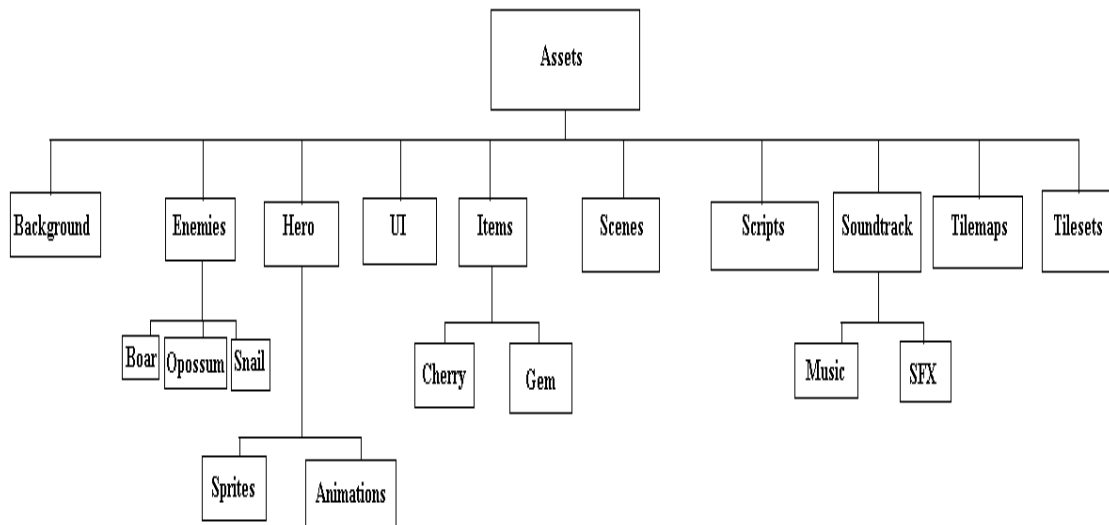 Assets
Background
Enemies
Hero
UI
Items
Scenes
Scripts
Soundtrack
Tilemaps
Tilesets
Boar
Opossum
Snail
Cherry
Gem
Music
SFX
Sprites
Animations